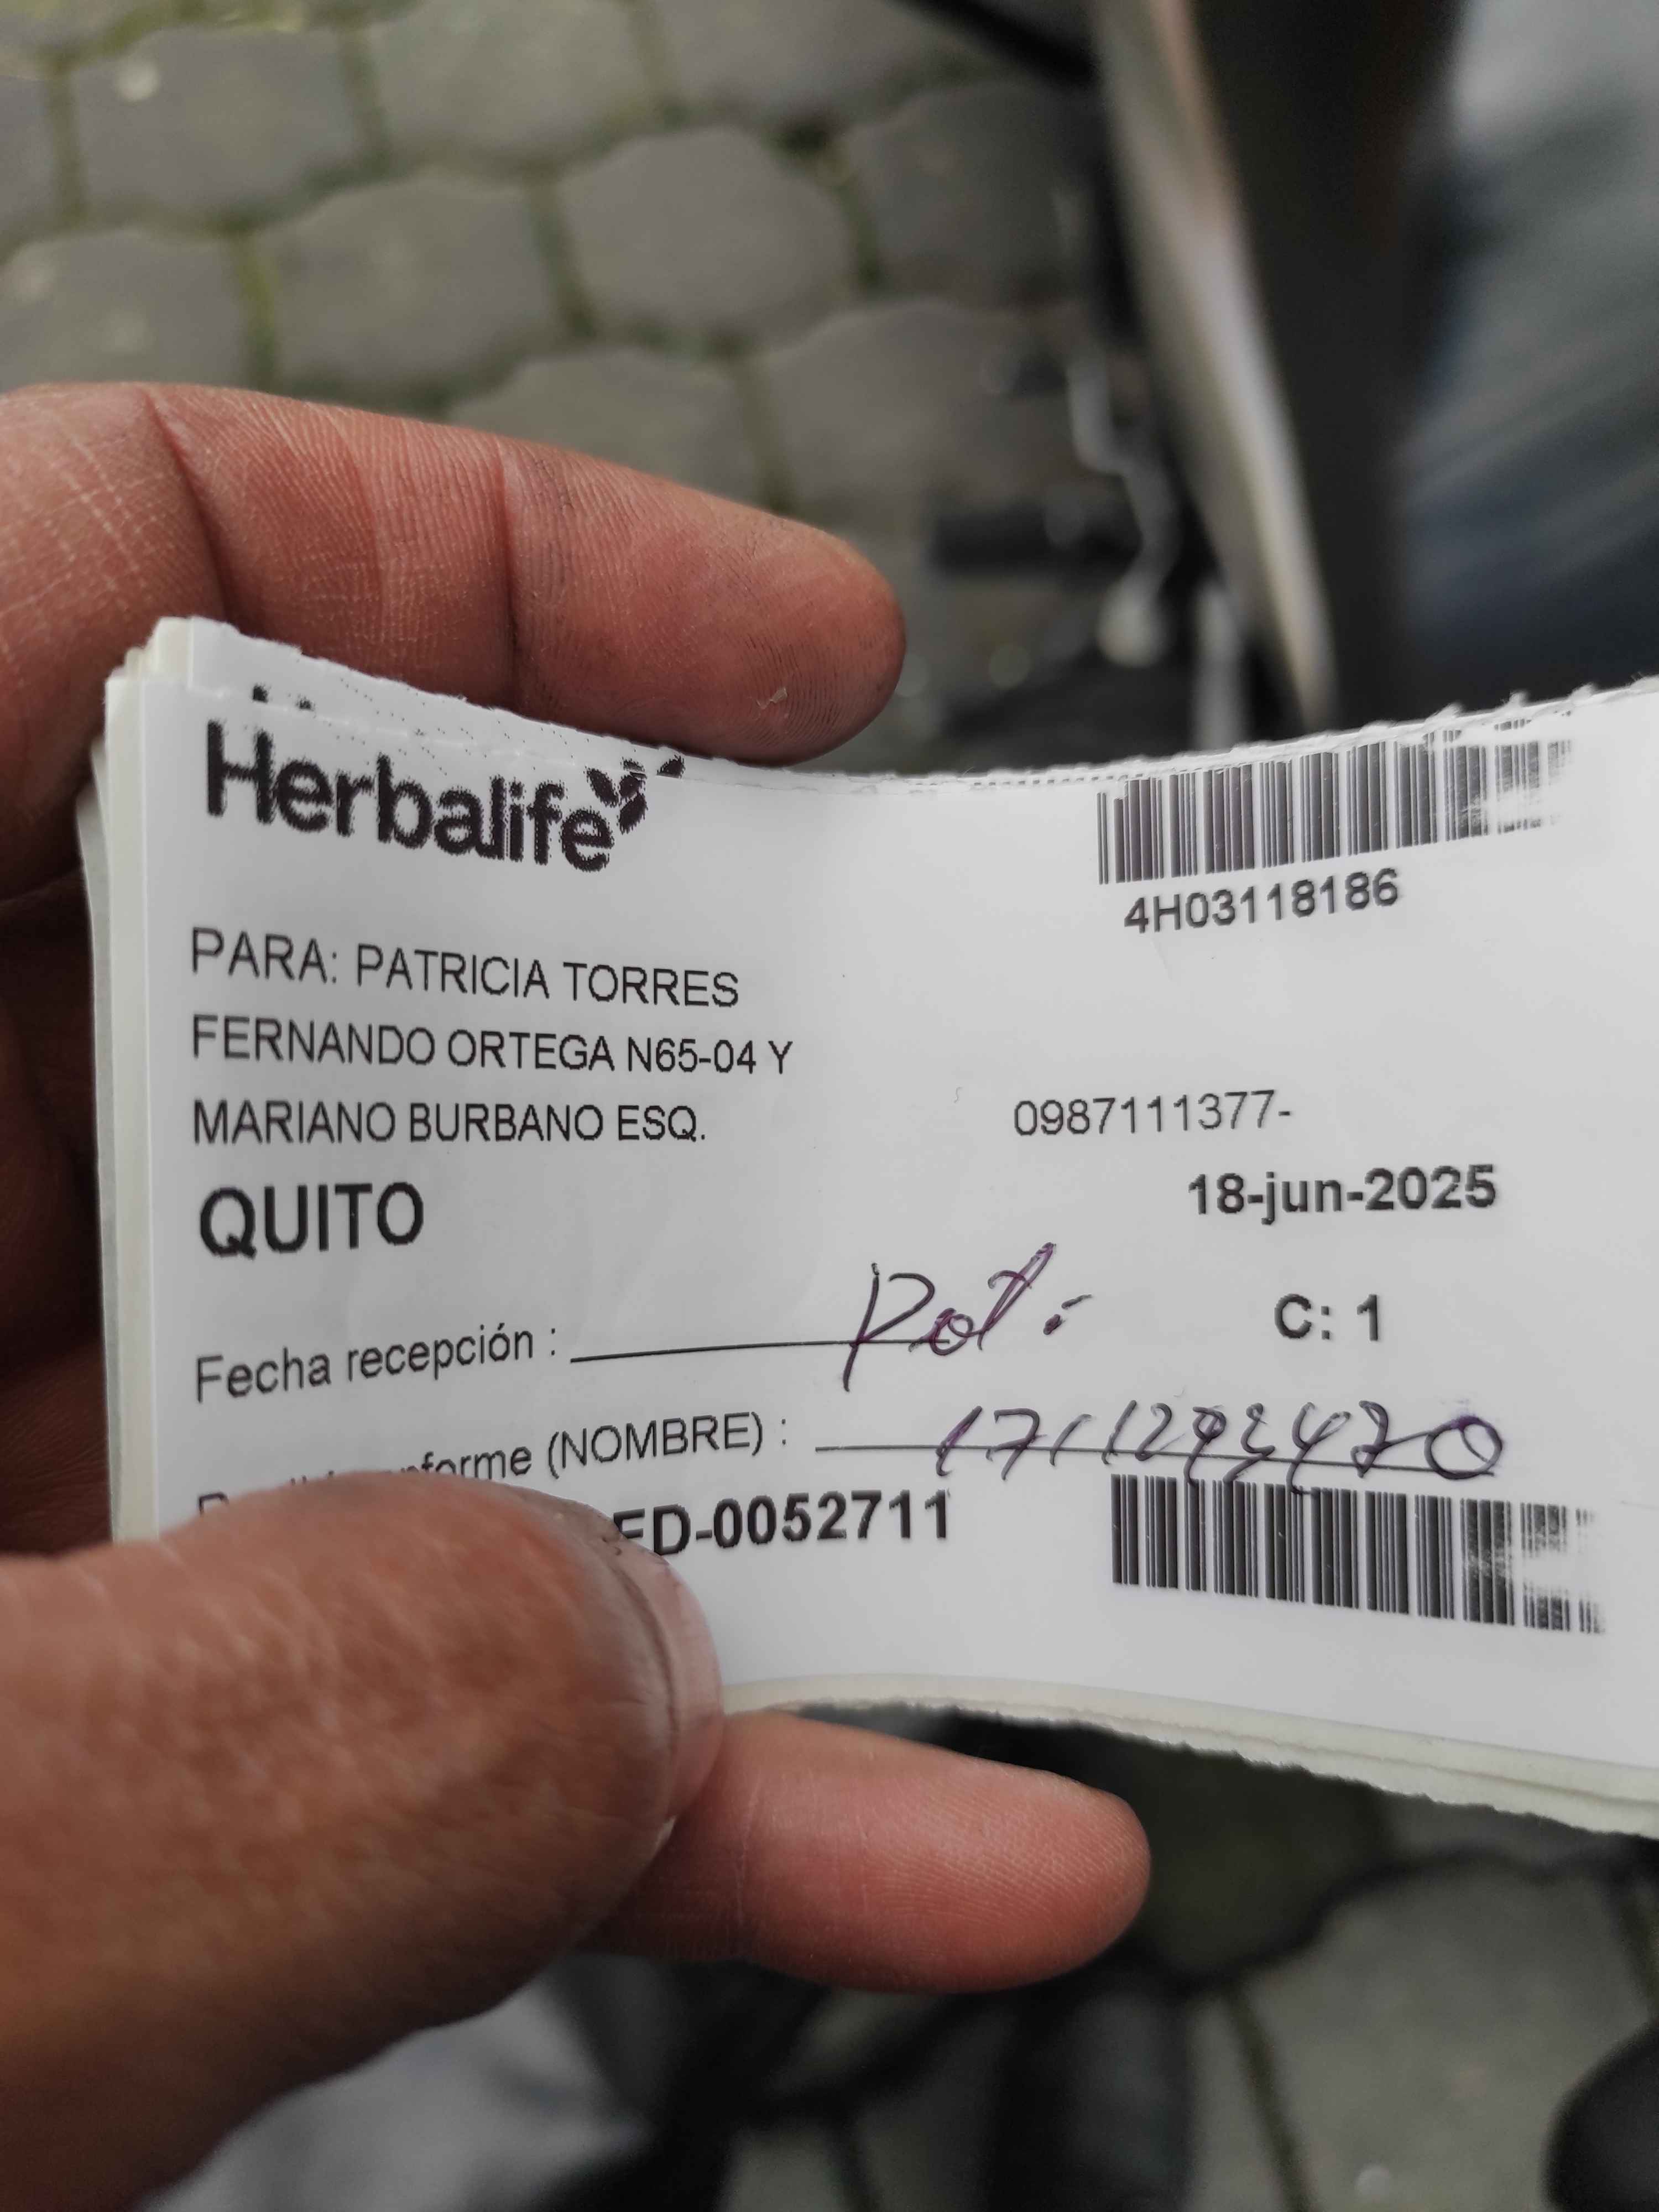 Herbalife
4H03118186
PARA: PATRICIA TORRES
FERNANDO ORTEGA N65-04 Y
MARIANO BURBANO ESQ.
0987111377-
QUITO
18-jun-2025
C: 1
Fecha recepción :
(NOMBRE) :
ED-0052711